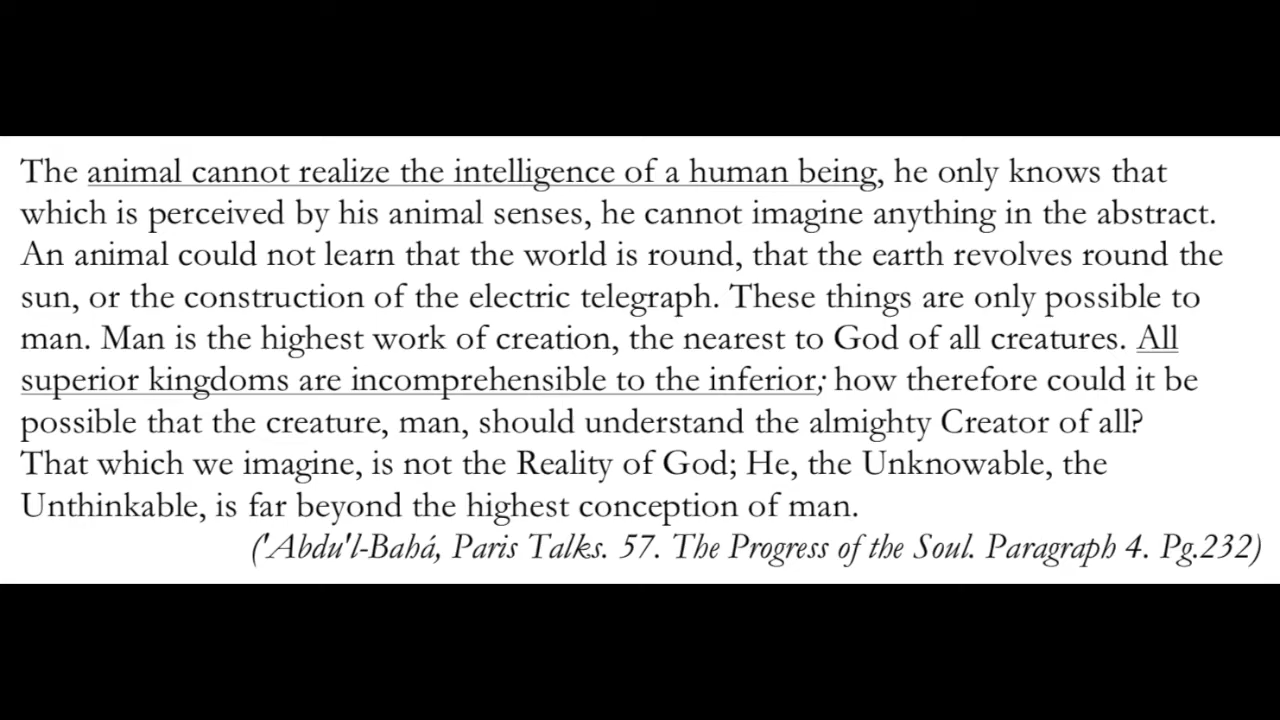 The animal cannot realize the intelligence of a human being, he only knows that
which is perceived by his animal senses, he cannot imagine anything in the abstract.
An animal could not learn that the world is round, that the earth revolves round the
sun, or the construction of the electric telegraph. These things are only possible to
man. Man is the highest work of creation, the nearest to God of all creatures. All
superior kingdoms are incomprehensible to the inferior; how therefore could it be
possible that the creature, man, should understand the almighty Creator of all?
That which we imagine, is not the Reality of God; He, the Unknowable, the
Unthinkable, is far beyond the highest conception of man.
('Abdu'l-Bahá, Paris Talks. 57. The Progress of the Soul. Paragraph 4. Pg.232)